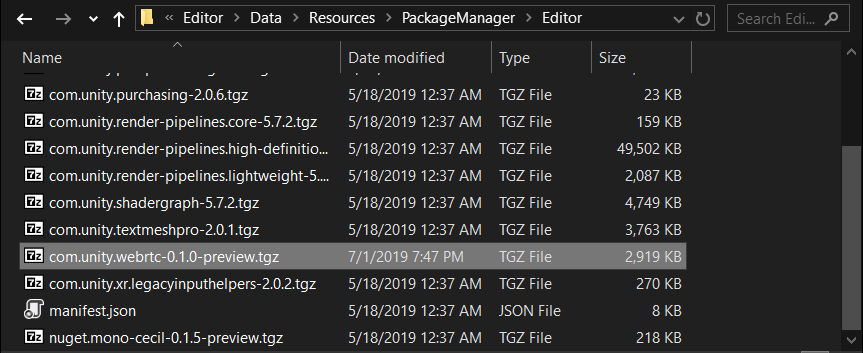 « Editor > Data > Resources > PackageManager > Editor Search Edi...
Name Date modified Type Size
com.unity.purchasing-2.0.6.tgz 5/18/2019 12:37 AM TGZ File 23 KB
com.unity.render-pipelines.core-5.7.2.tgz 5/18/2019 12:37 AM TGZ File 159 KB
com.unity.render-pipelines.high-definitio... 5/18/2019 12:37 AM TGZ File 49,502 KB
com.unity.render-pipelines.lightweight-5.... 5/18/2019 12:37 AM TGZ File 2,087 KB
com.unity.shadergraph-5.7.2.tgz 5/18/2019 12:37 AM TGZ File 4,749 KB
com.unity.textmeshpro-2.0.1.tgz 5/18/2019 12:37 AM TGZ File 3,763 KB
com.unity.webrtc-0.1.0-preview.tgz 7/1/2019 7:47 PM TGZ File 2,919 KB
com.unity.xr.legacyinputhelpers-2.0.2.tgz 5/18/2019 12:37 AM TGZ File 270 KB
manifest.json 5/18/2019 12:37 AM JSON File 8 KB
nuget.mono-cecil-0.1.5-preview.tgz 5/18/2019 12:37 AM TGZ File 218 KB